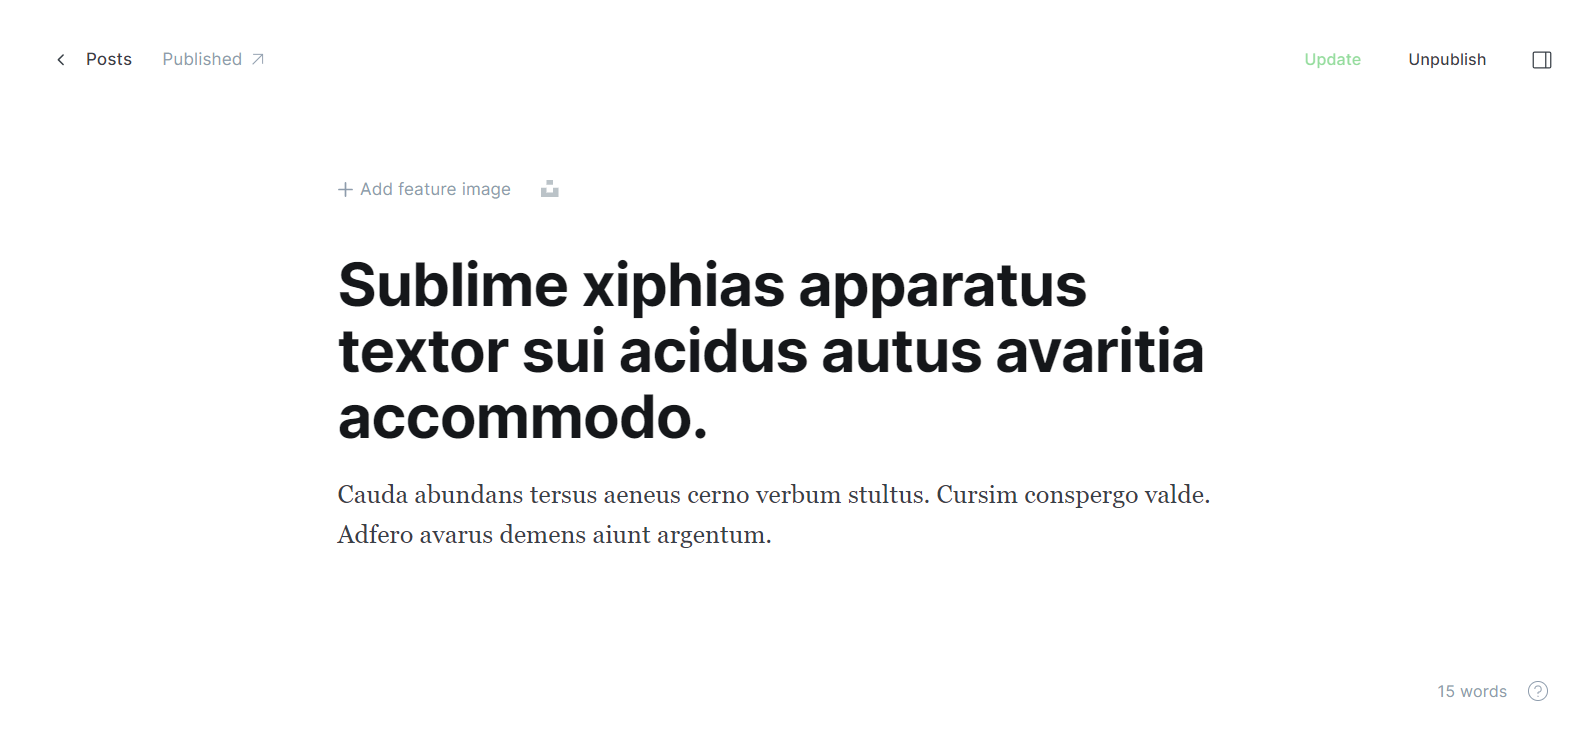 Posts Published
Update Unpublish
Add feature image
Sublime xiphias apparatus
textor sui acidus autus avaritia
accommodo.
Cauda abundans tersus aeneus cerno verbum stultus. Cursim conspergo valde.
Adfero avarus demens aiunt argentum.
15 words